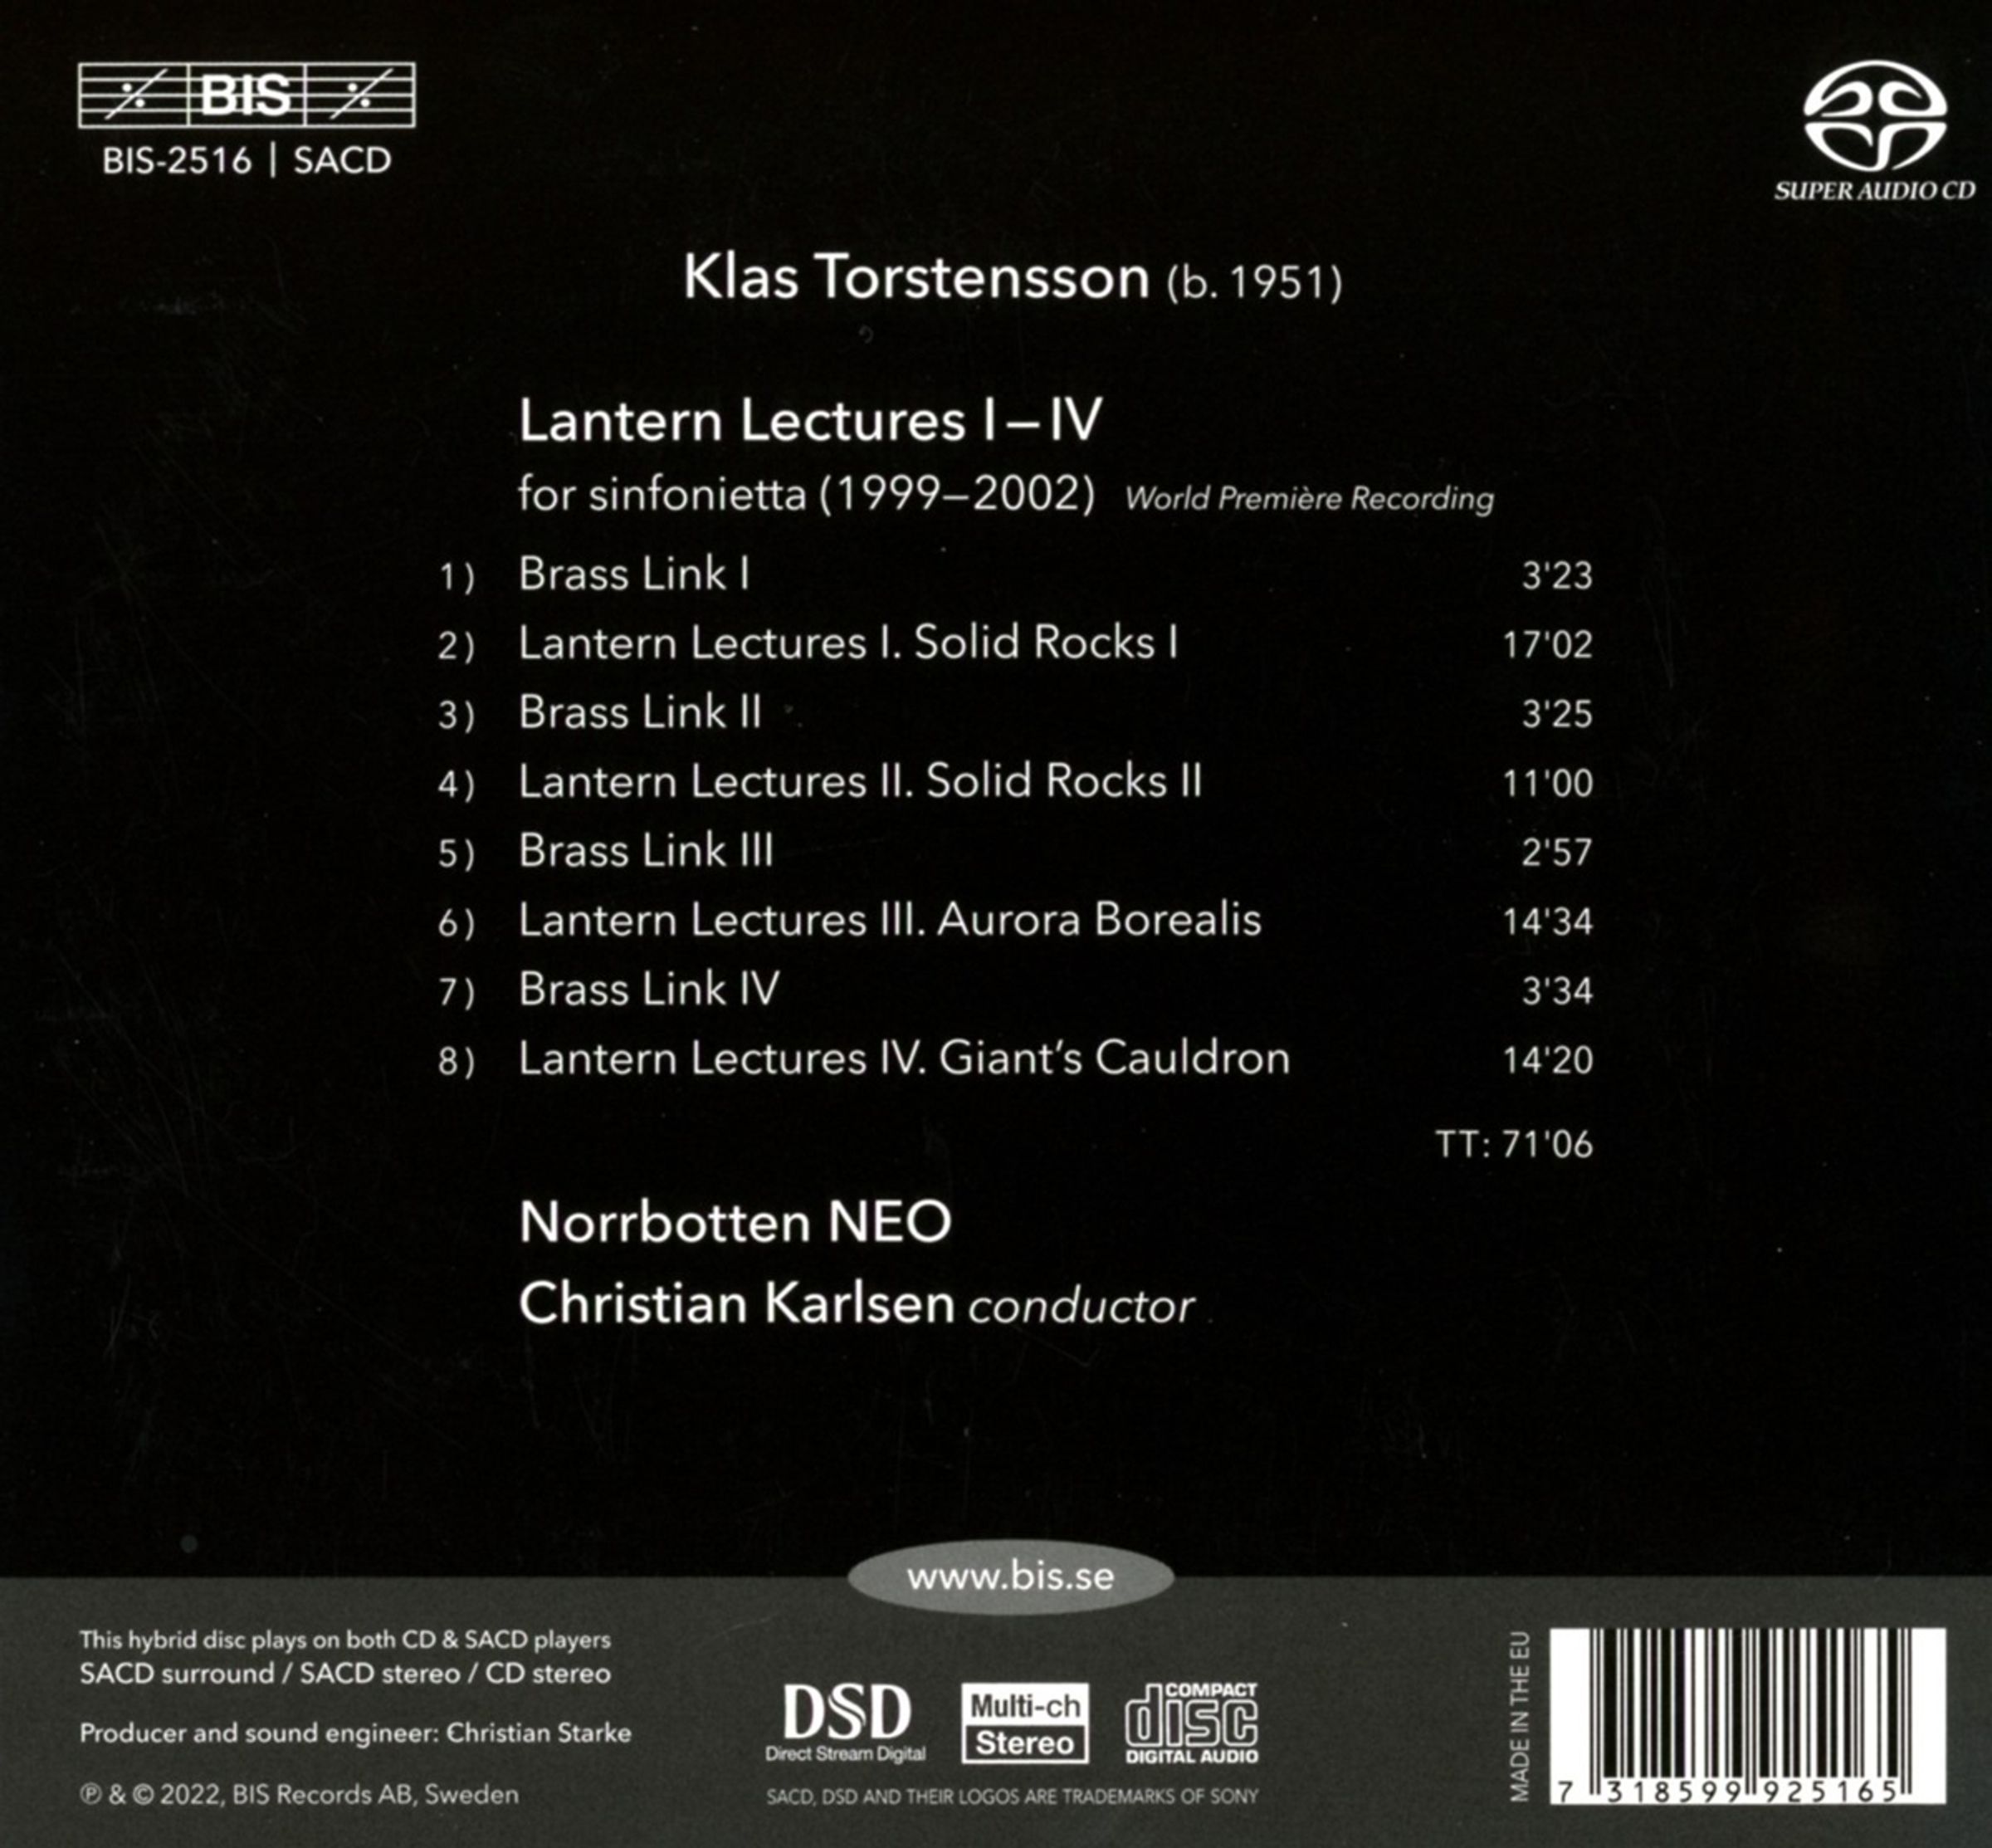 BIS
BIS-2516 | SACD
SUPER AUDIO CD
Klas Torstensson (b. 1951)
Lantern Lectures I – IV
for sinfonietta (1999–2002) World Première Recording
1) Brass Link I 3'23
2) Lantern Lectures I. Solid Rocks I 17'02
3) Brass Link II 3'25
4) Lantern Lectures II. Solid Rocks II 11'00
5) Brass Link III 2'57
6) Lantern Lectures III. Aurora Borealis 14'34
7) Brass Link IV 3'34
8) Lantern Lectures IV. Giant’s Cauldron 14'20
TT: 71'06
Norrbotten NEO
Christian Karlsen conductor
www.bis.se
This hybrid disc plays on both CD & SACD players
SACD surround / SACD stereo / CD stereo
Producer and sound engineer: Christian Starke
℗ & © 2022, BIS Records AB, Sweden
DSD
Direct Stream Digital
Multi-ch
Stereo
COMPACT
disc
DIGITAL AUDIO
SACD, DSD AND THEIR LOGOS ARE TRADEMARKS OF SONY
MADE IN THE EU
7 318599 925165